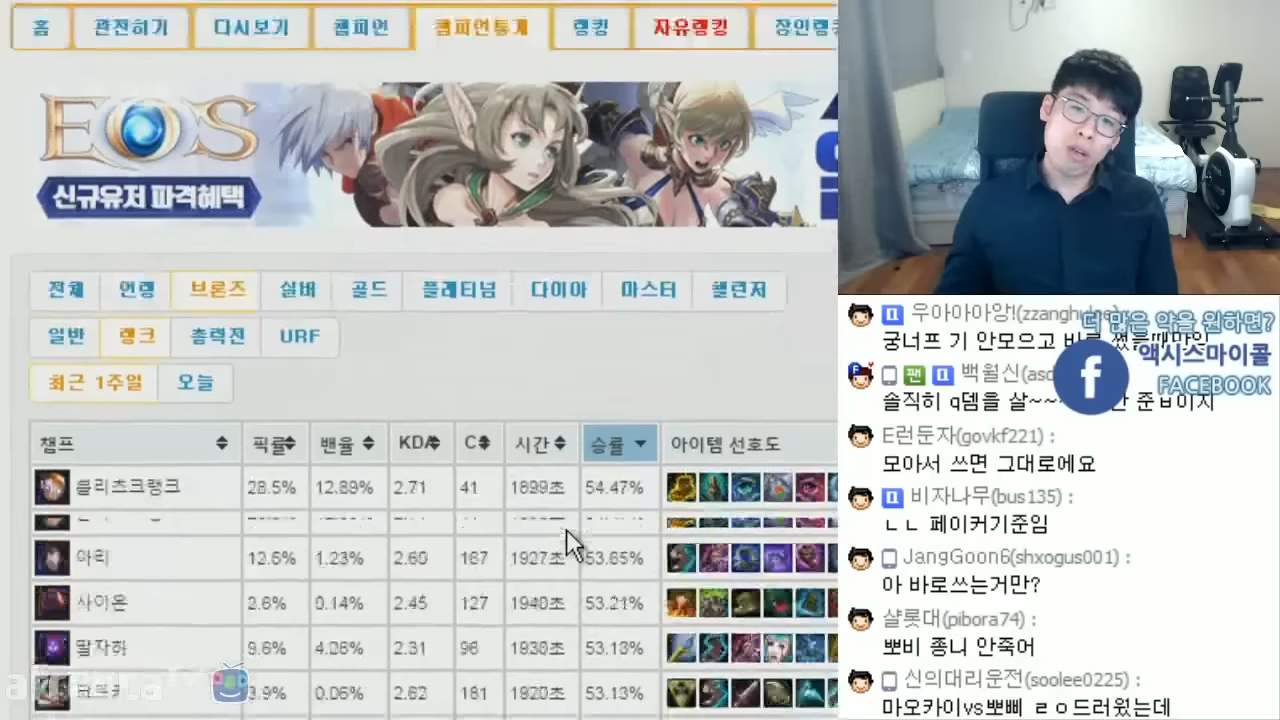 홈 관전하기 다시보기 챔피언 챔피언통계 랭킹 자유랭킹
EOS
신규유저 파격혜택
전체 언랭 브론즈 실버 골드 플래티넘 다이아 마스터 챌린저
일반 랭크 총력전 URF
최근 1주일 오늘
챔프 픽율 밴율 시간 승률 아이템 선호도
블리츠크랭크 28.5% 12.89% 2.71 41 1899초 54.47%
아리 12.6% 1.23% 2.60 167 1927초 53.65%
사이온 2.6% 0.14% 2.45 127 1940초 53.21%
말자하 9.6% 4.26% 2.31 96 1930초 53.13%
0.06% 2.62 161 1920초 53.13%
우아아아앙!
더 많은 악을 원하면?
액시스마이콜
FACEBOOK
궁너프 기 안모으고
백월신
솔직히 q뎀을 살~~
E런둔자(govkf221) :
모아서 쓰면 그대로에요
비자나무(bus135) :
ㄴㄴ 페이커기준임
JangGoon6(shxogus001) :
아 바로쓰는거만?
샬롯대(pibora74) :
뽀비 종니 안죽어
신의대리운전(soolee0225) :
마오카이vs뽀삐 ㄹㅇ드러웠는데